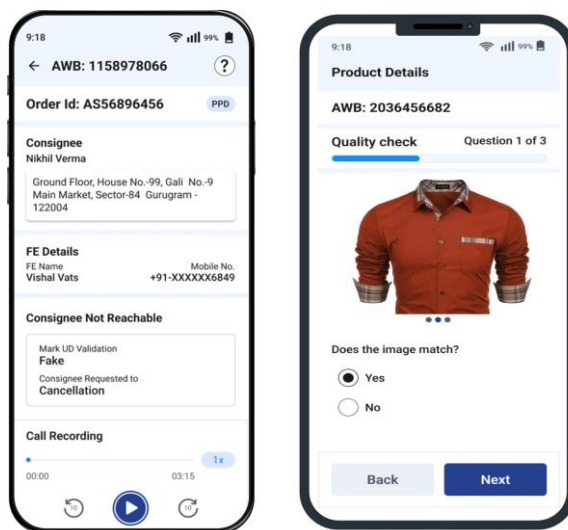 9:18
99%
← AWB: 1158978066 ?
Order Id: AS56896456 PPD
Consignee
Nikhil Verma
Ground Floor, House No.-99, Gali No.-9
Main Market, Sector-84 Gurugram -
122004
FE Details
FE Name Mobile No.
Vishal Vats +91-XXXXXX6849
Consignee Not Reachable
Mark UD Validation
Fake
Consignee Requested to
Cancellation
Call Recording
1x
00:00 03:15
10 10
9:18
99%
Product Details
AWB: 2036456682
Quality check Question 1 of 3
Does the image match?
Yes
No
Back Next